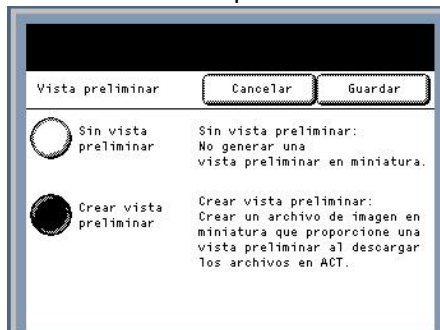 Vista preliminar
Cancelar
Guardar
Sin vista
preliminar
Sin vista preliminar:
No generar una
vista preliminar en miniatura.
Crear vista
preliminar
Crear vista preliminar:
Crear un archivo de imagen en
miniatura que proporcione una
vista preliminar al descargar
los archivos en ACT.